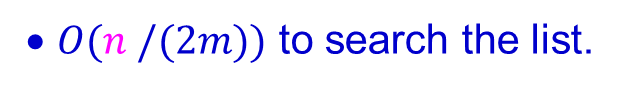 • O(n /(2m)) to search the list.